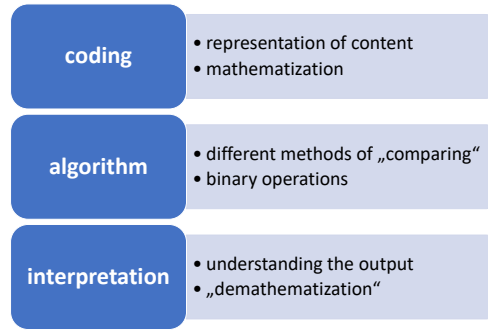 coding
• representation of content
• mathematization
algorithm
• different methods of „comparing“
• binary operations
interpretation
• understanding the output
• „demathematization“